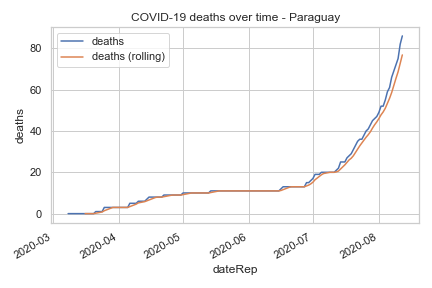 COVID-19 deaths over time - Paraguay
deaths
deaths (rolling)
80
60
40
20
0
deaths
2020-03
2020-04
2020-05
2020-06
2020-07
2020-08
dateRep